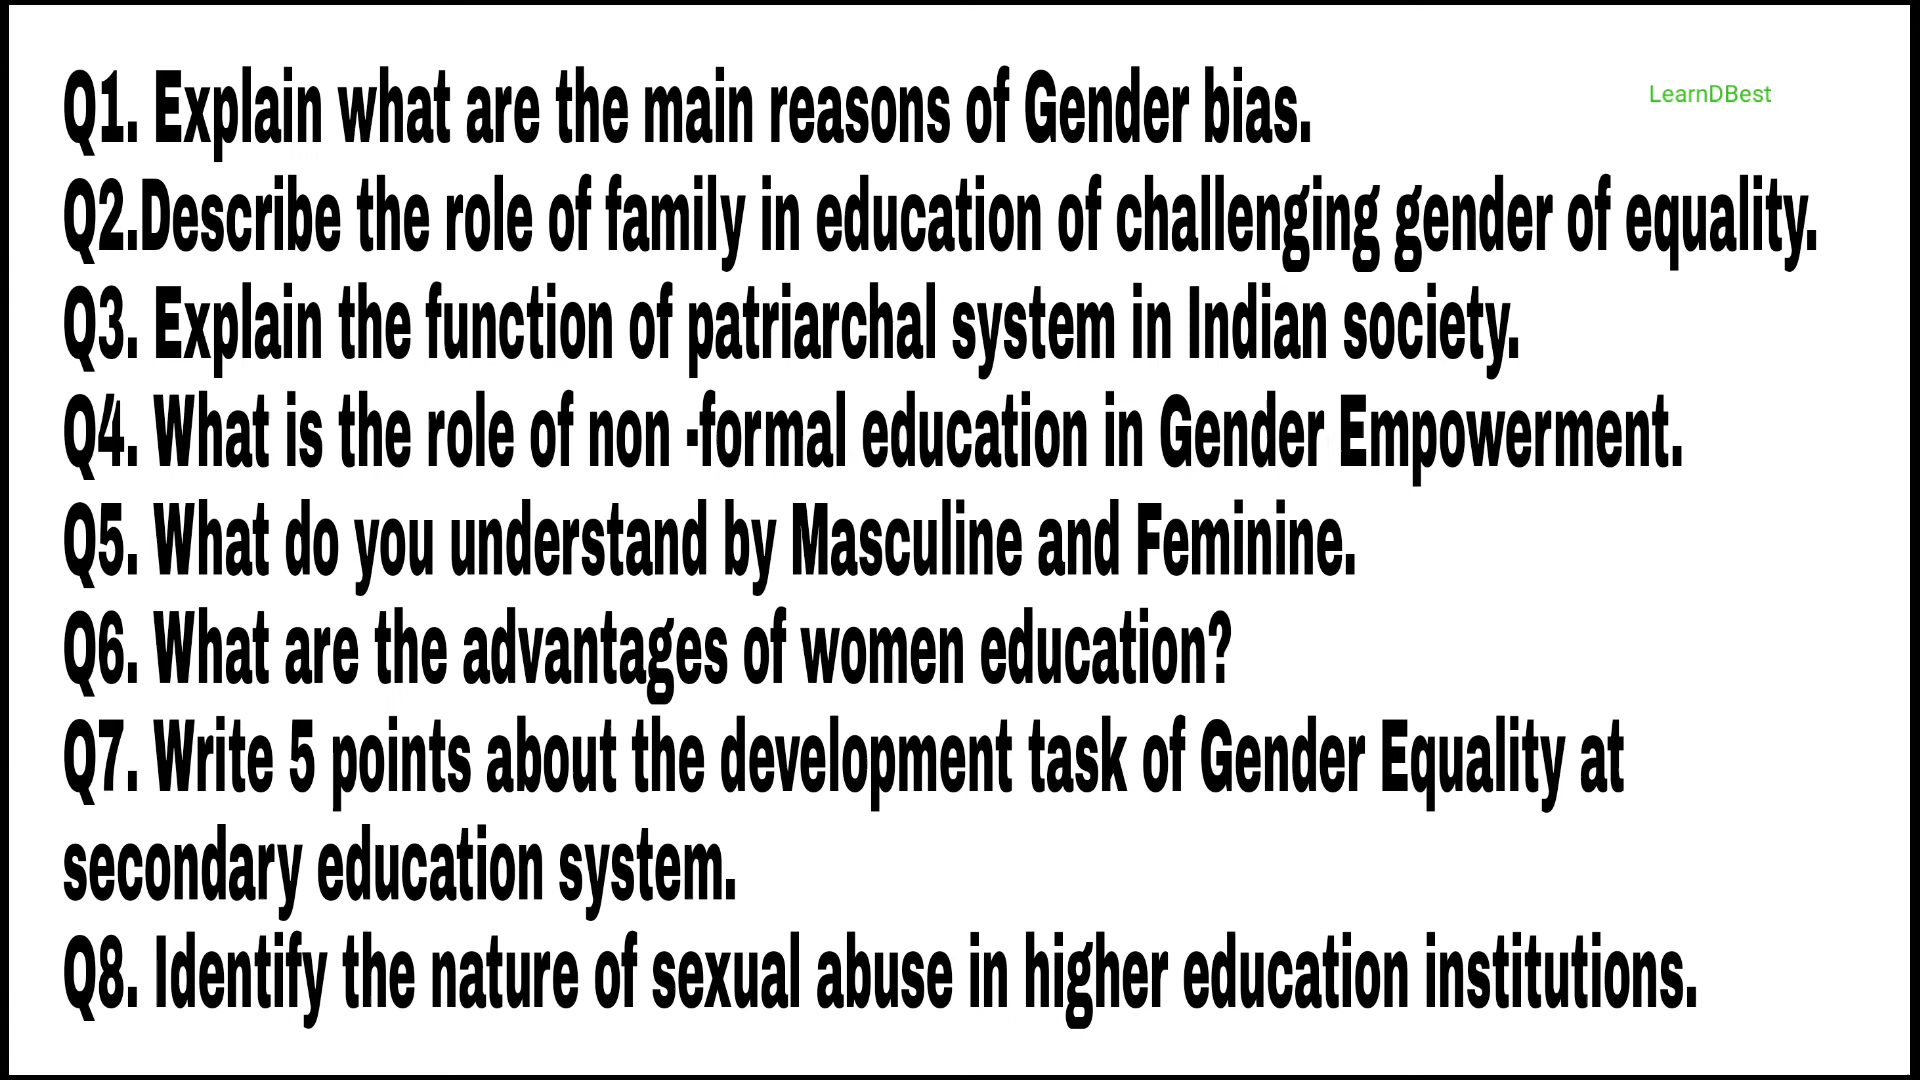 Q1. Explain what are the main reasons of Gender bias.
LearnDBest
Q2.Describe the role of family in education of challenging gender of equality.
Q3. Explain the function of patriarchal system in Indian society.
Q4. What is the role of non -formal education in Gender Empowerment.
Q5. What do you understand by Masculine and Feminine.
Q6. What are the advantages of women education?
Q7. Write 5 points about the development task of Gender Equality at
secondary education system.
Q8. Identify the nature of sexual abuse in higher education institutions.